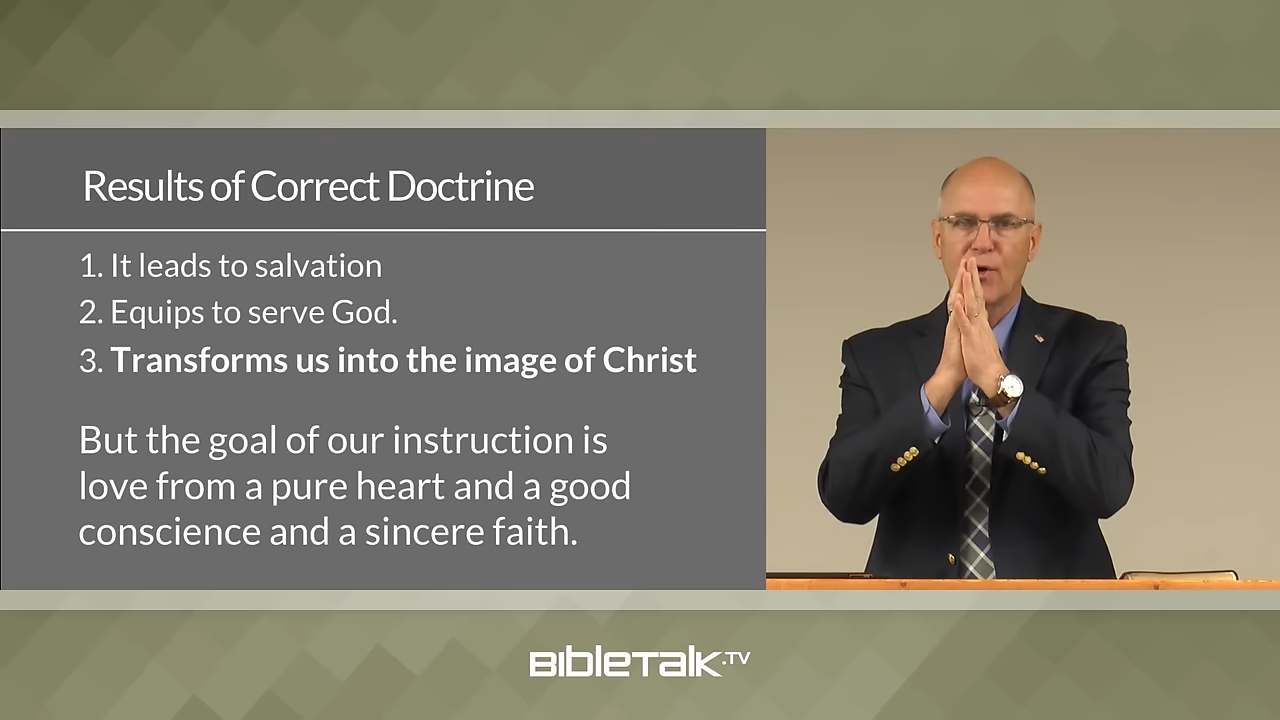 Results of Correct Doctrine
1. It leads to salvation
2. Equips to serve God.
3. Transforms us into the image of Christ
But the goal of our instruction is
love from a pure heart and a good
conscience and a sincere faith.
BibleTalk.TV